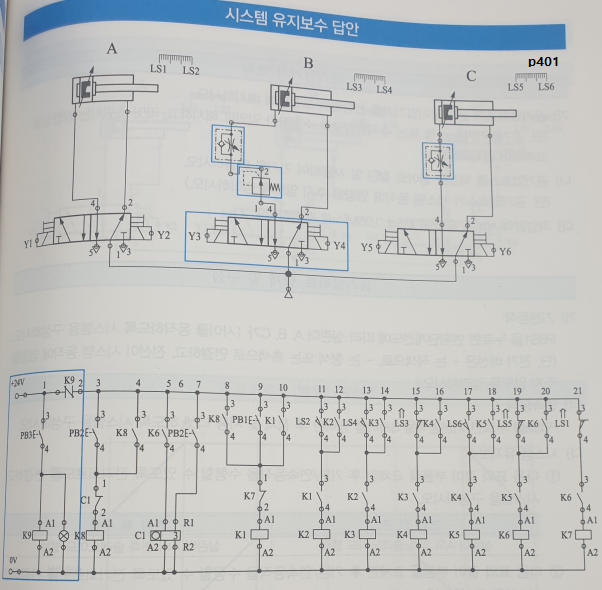 시스템 유지보수 답안
p401
A
LS1 LS2
B
LS3 LS4
C
LS5 LS6
2
1
4 2
4 2
4 2
Y1 Y2
5 1 3
Y3 Y4
5 1 3
Y5 Y6
5 1 3
+24V 1 K9 2 3 4 5 6 7 8 9 10 11 12 13 14 15 16 17 18 19 20 21
3 3 3 3 3 3 3 3 3 3 3 3 3 3 3 3 3 3 3
PB3 PB2 K8 K6 PB2 K8 PB1 K1 LS2 K2 LS4 K3 LS3 K4 LS6 K5 LS5 K6 LS1
4 4 4 4 4 4 4 4 4 4 4 4 4 4 4 4 4 4 4
1 3 3 3 3 3 3 3 3
C1 K7 K1 K2 K3 K4 K5 K6
2 2 4 4 4 4 4 4
A1 A1 A1 R1 A1 A1 A1 A1 A1 A1 A1
K9 K8 C1 3 K1 K2 K3 K4 K5 K6 K7
A2 A2 A2 R2 A2 A2 A2 A2 A2 A2 A2
0V